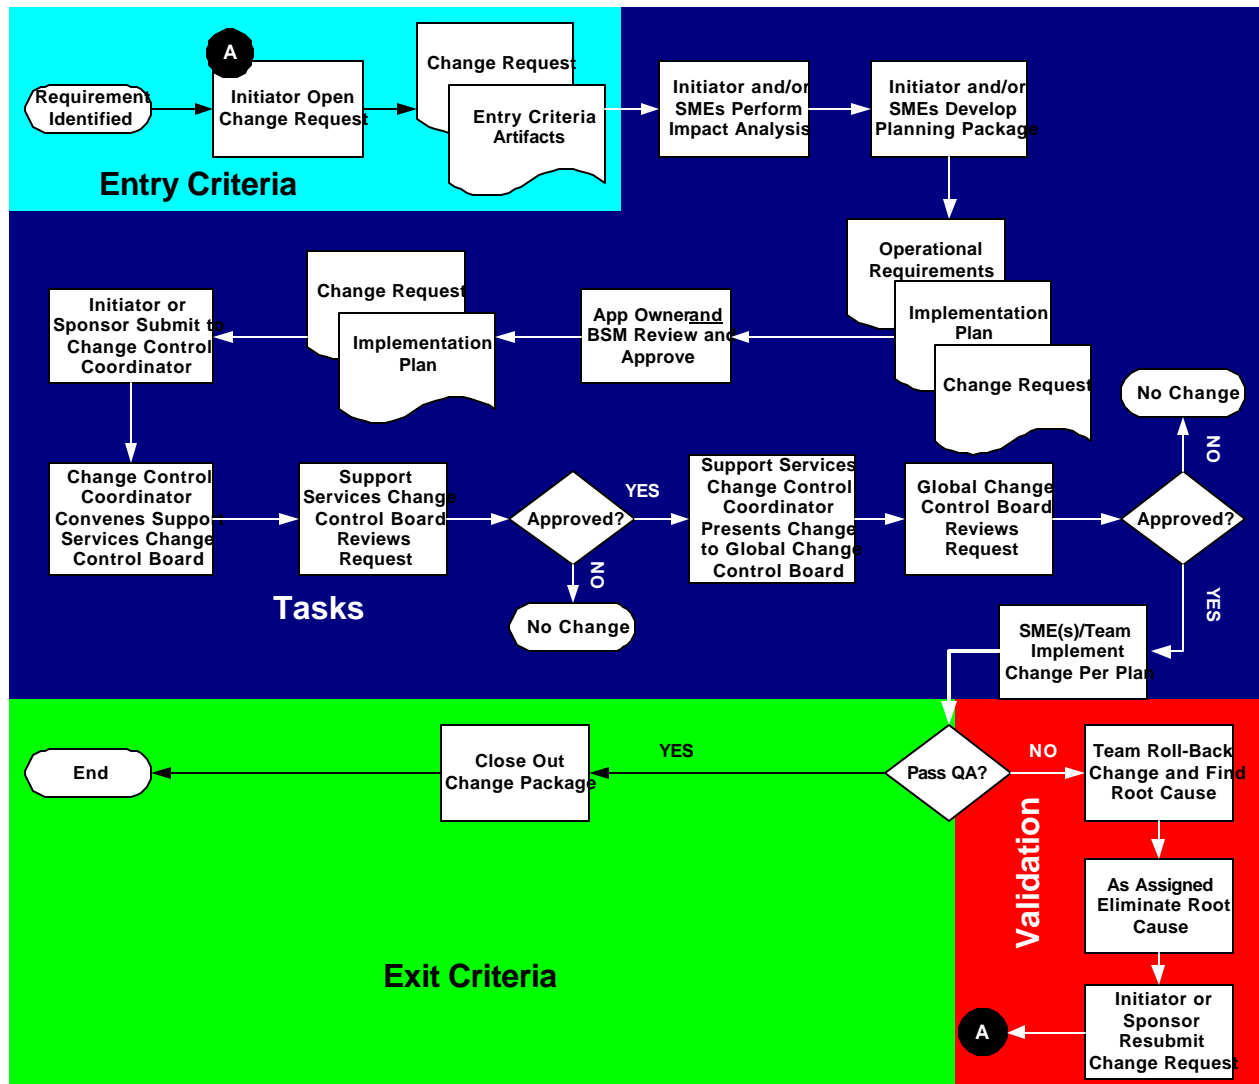 A
Requirement
Identified
Initiator Open
Change Request
Change Request
Entry Criteria
Artifacts
Initiator and/or
SMEs Perform
Impact Analysis
Initiator and/or
SMEs Develop
Planning Package
Entry Criteria
Operational
Requirements
Implementation
Plan
Change Request
App Owner and
BSM Review and
Approve
Change Request
Implementation
Plan
Initiator or
Sponsor Submit to
Change Control
Coordinator
Change Control
Coordinator
Convenes Support
Services Change
Control Board
Support
Services Change
Control Board
Reviews
Request
Approved?
YES
NO
No Change
Support Services
Change Control
Coordinator
Presents Change
to Global Change
Control Board
Global Change
Control Board
Reviews
Request
Approved?
NO
No Change
YES
Tasks
SME(s)/Team
Implement
Change Per Plan
Pass QA?
YES
Close Out
Change Package
End
NO
Team Roll-Back
Change and Find
Root Cause
Validation
As Assigned
Eliminate Root
Cause
Initiator or
Sponsor
Resubmit
Change Request
A
Exit Criteria